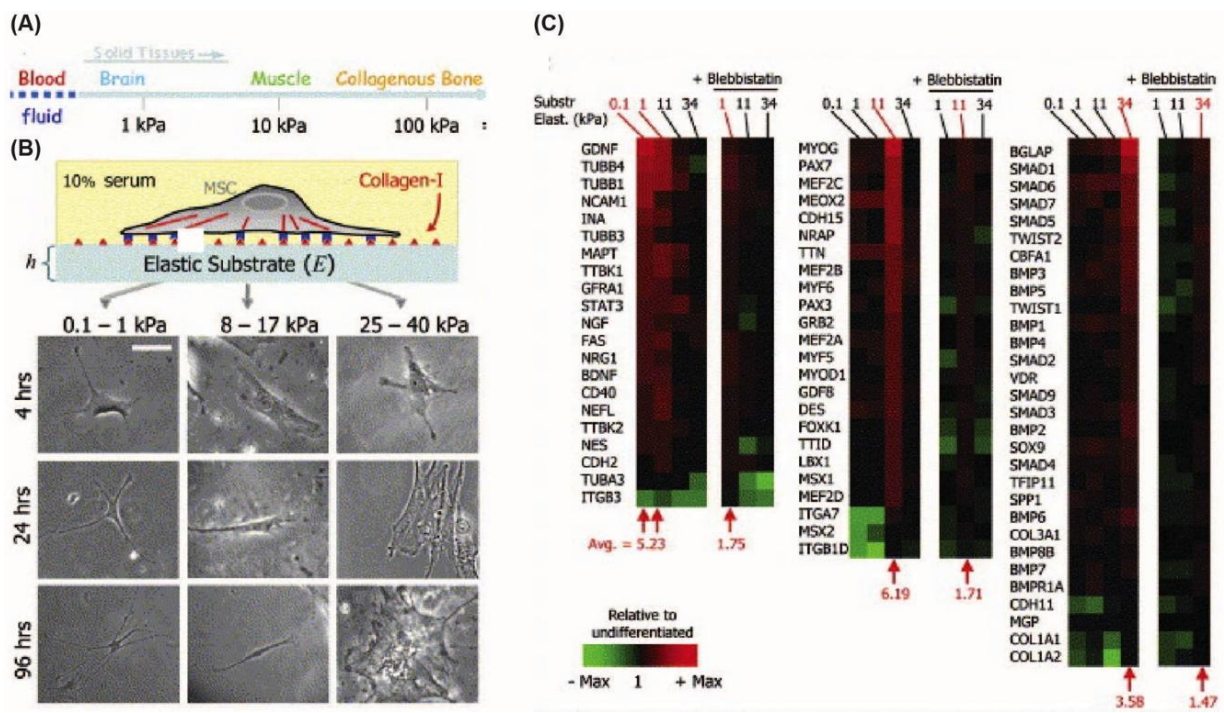 (A)
Solid Tissues
Blood Brain Muscle Collagenous Bone
fluid
1 kPa 10 kPa 100 kPa
(B)
10% serum
MSC
Collagen-I
h
Elastic Substrate (E)
0.1 – 1 kPa 8 – 17 kPa 25 – 40 kPa
4 hrs
24 hrs
96 hrs
(C)
+ Blebbistatin + Blebbistatin + Blebbistatin
Substr
Elast. (kPa)
0.1 1 11 34 1 11 34
0.1 1 11 34 1 11 34
0.1 1 11 34 1 11 34
GDNF
TUBB4
TUBB1
NCAM1
INA
TUBB3
MAPT
TTBK1
GFRA1
STAT3
NGF
FAS
NRG1
BDNF
CD40
NEFL
TTBK2
NES
CDH2
TUBA3
ITGB3
Avg. = 5.23 1.75
MYOG
PAX7
MEF2C
MEOX2
CDH15
NRAP
TTN
MEF2B
MYF6
PAX3
GRB2
MEF2A
MYF5
MYOD1
GDF8
DES
FOXK1
TTID
LBX1
MSX1
MEF2D
ITGA7
MSX2
ITGB1D
6.19 1.71
BGLAP
SMAD1
SMAD6
SMAD7
SMAD5
TWIST2
CBFA1
BMP3
BMP5
TWIST1
BMP1
BMP4
SMAD2
VDR
SMAD9
SMAD3
BMP2
SOX9
SMAD4
TFIP11
SPP1
BMP6
COL3A1
BMP8B
BMP7
BMPR1A
CDH11
MGP
COL1A1
COL1A2
3.58 1.47
Relative to
undifferentiated
- Max 1 + Max